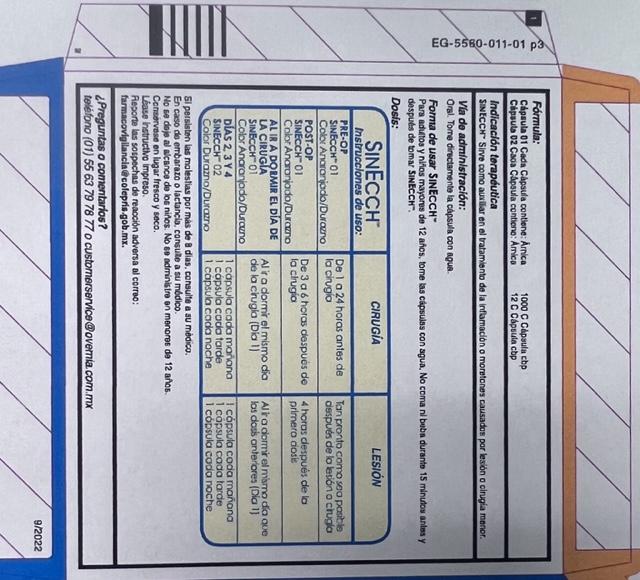 1
EG-5560-011-01 p3
Fórmula:
Cápsula 01 Cada Cápsula contiene: Árnica 1000 C Cápsula cbp
Cápsula 02 Cada Cápsula contiene: Árnica 12 C Cápsula cbp
Indicación terapéutica
SINECCH™ Sirve como auxiliar en el tratamiento de la inflamación o moretones causados por lesión o cirugía menor.
Vía de administración:
Oral. Tome directamente la cápsula con agua.
Forma de usar SINECCH™
Para adultos y niños mayores de 12 años, tome las cápsulas con agua. No coma ni beba durante 15 minutos antes y
después de tomar SINECCH™.
Dosis:
SINECCH™
Instrucciones de uso:
CIRUGÍA
LESIÓN
PRE-OP
SINECCH™ 01
Color Anaranjado/Durazno
De 1 a 24 horas antes de
la cirugía
Tan pronto como sea posible
después de la lesión o cirugía
POST-OP
SINECCH™ 01
Color Anaranjado/Durazno
De 3 a 6 horas después de
la cirugía
4 horas después de la
primera dosis
AL IR A DORMIR EL DÍA DE
LA CIRUGÍA
SINECCH™ 01
Color Anaranjado/Durazno
Al ir a dormir el mismo día
de la cirugía (Día 1)
Al ir a dormir el mismo día que
las dosis anteriores (Día 1)
DÍAS 2, 3 Y 4
SINECCH™ 02
Color Durazno/Durazno
1 cápsula cada mañana
1 cápsula cada tarde
1 cápsula cada noche
1 cápsula cada mañana
1 cápsula cada tarde
1 cápsula cada noche
Si persisten las molestias por más de 8 días, consulte a su médico.
En caso de embarazo o lactancia, consulte a su médico.
No se deje al alcance de los niños. No se administre en menores de 12 años.
Consérvese en lugar fresco y seco.
Léase instructivo impreso.
Reporte las sospechas de reacción adversa al correo:
farmacovigilancia@cofepris.gob.mx.
¿Preguntas o comentarios?
teléfono (01) 55 63 79 78 77 o customerservice@overnia.com.mx
9/2022